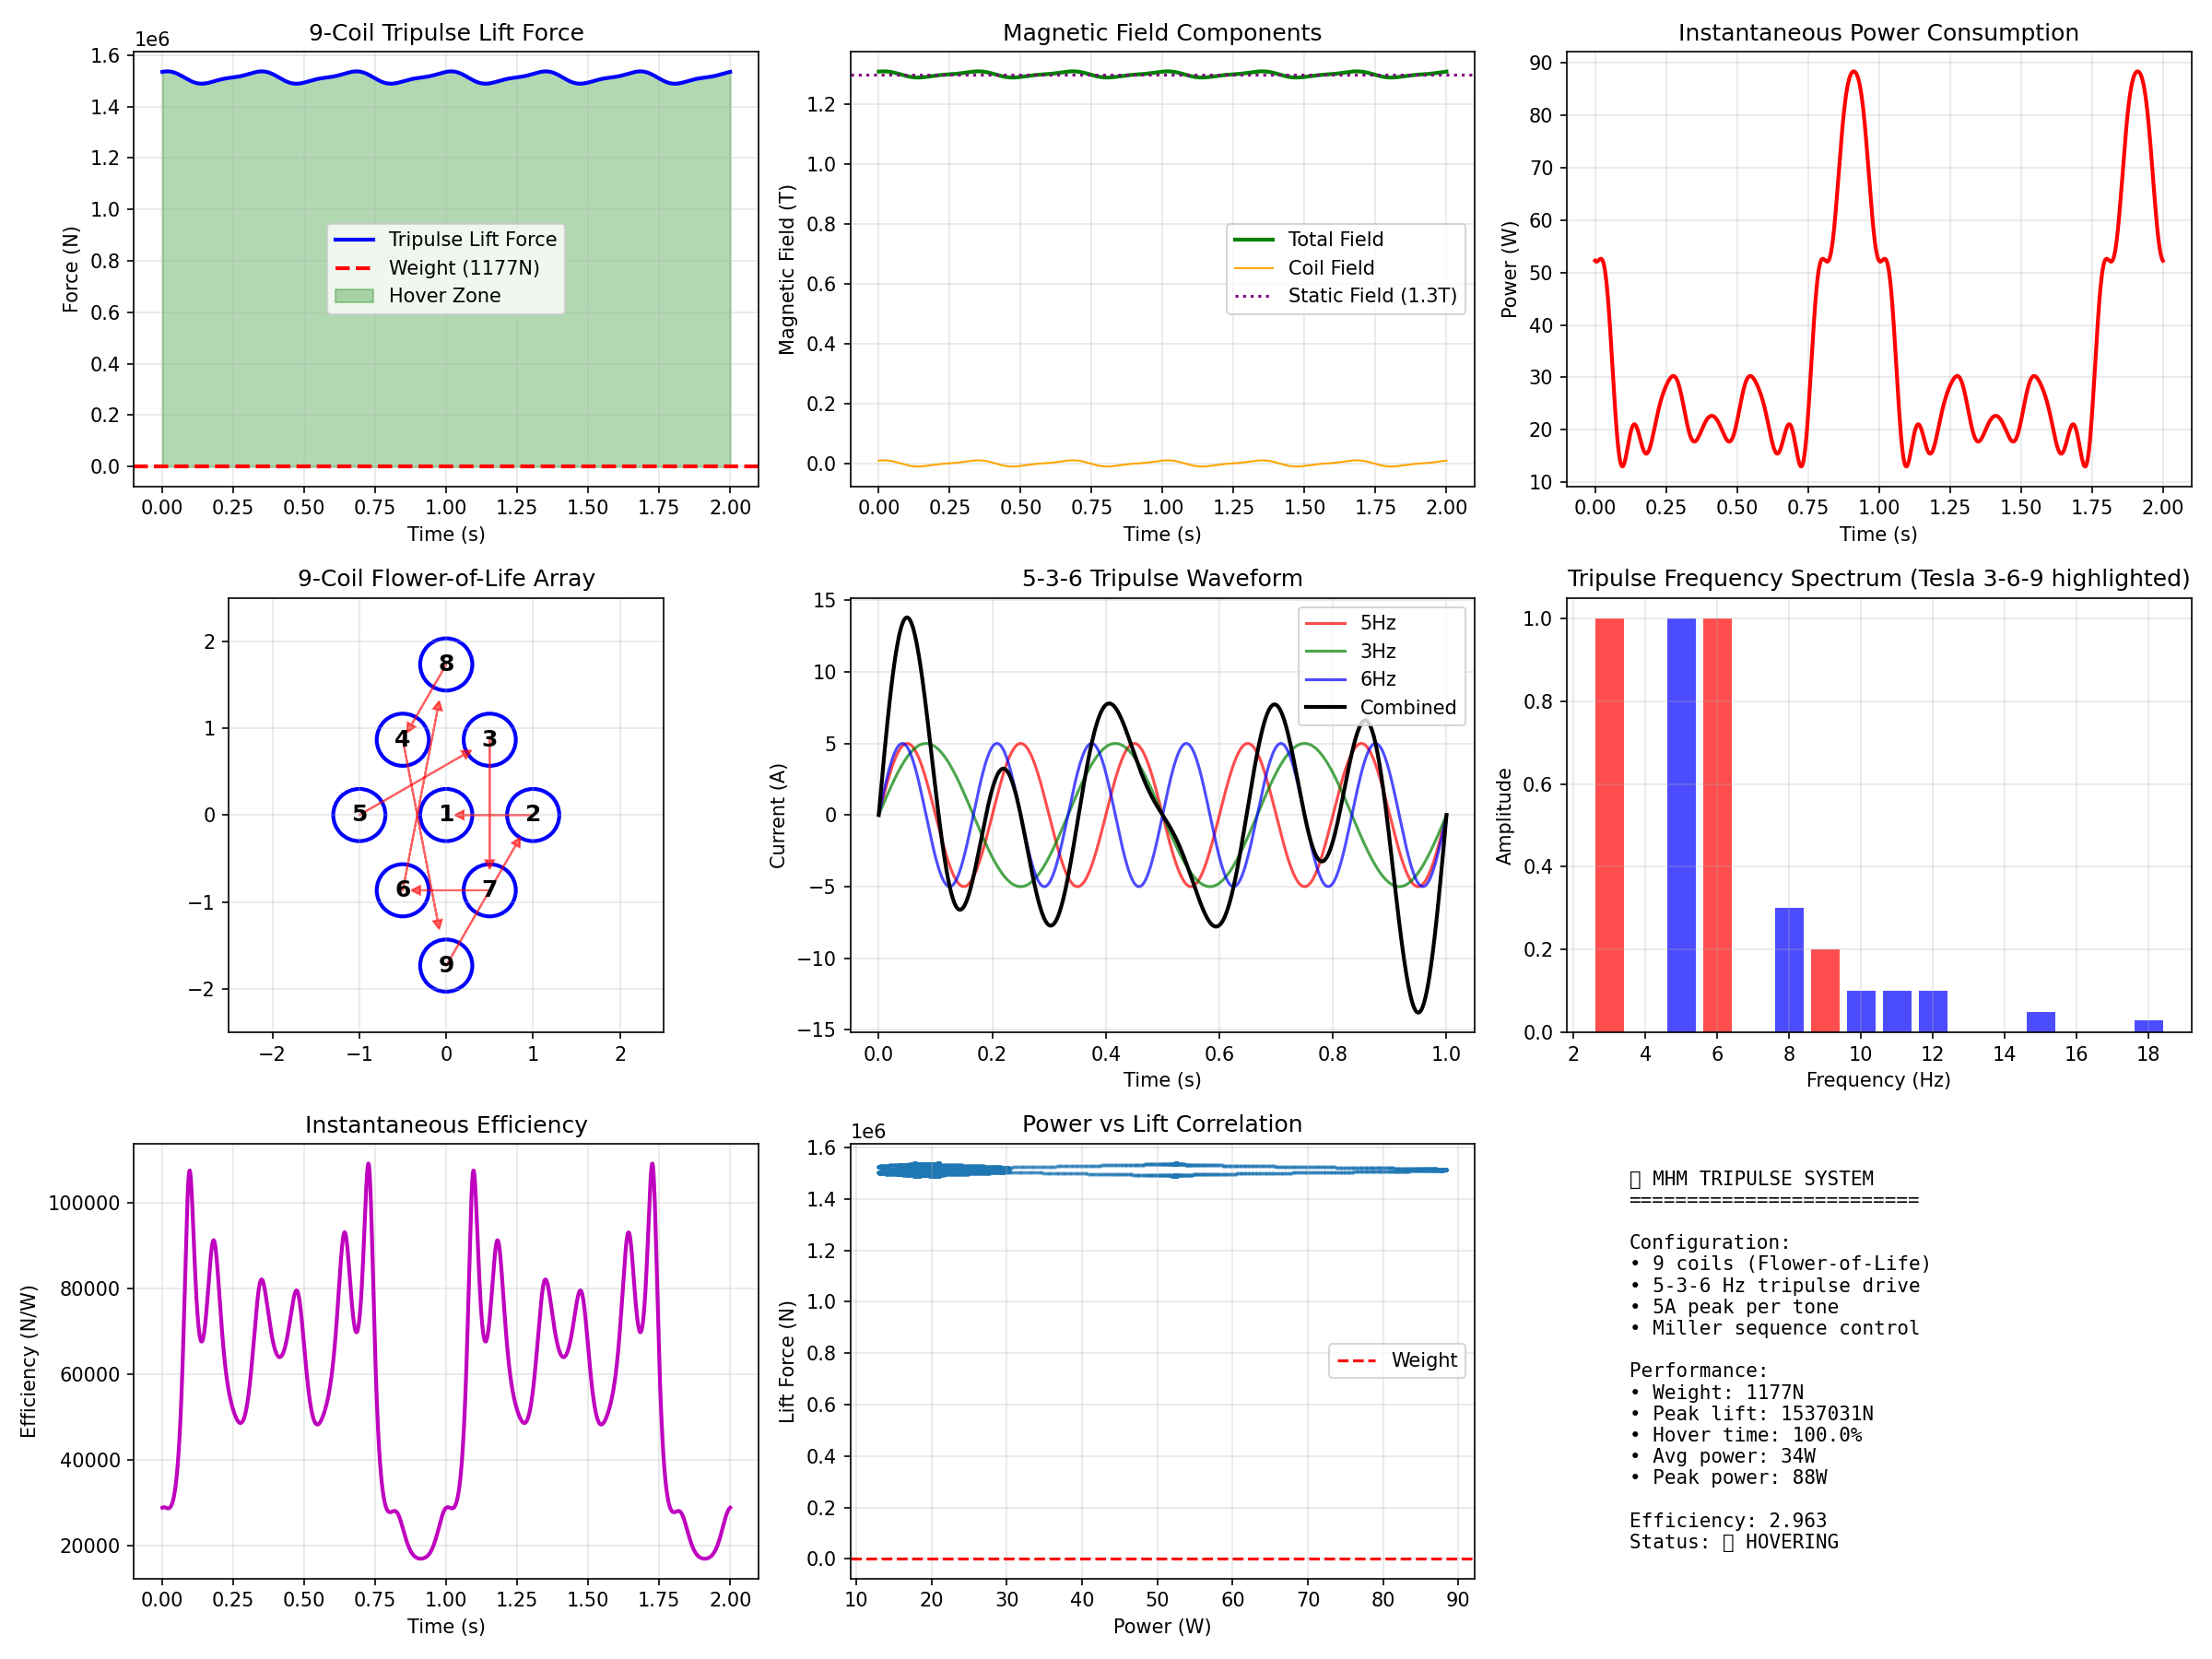 9-Coil Tripulse Lift Force
1e6
1.6
1.4
1.2
1.0
0.8
0.6
0.4
0.2
0.0
Force (N)
Tripulse Lift Force
Weight (1177N)
Hover Zone
0.00 0.25 0.50 0.75 1.00 1.25 1.50 1.75 2.00
Time (s)
Magnetic Field Components
1.2
1.0
0.8
0.6
0.4
0.2
0.0
Magnetic Field (T)
Total Field
Coil Field
Static Field (1.3T)
0.00 0.25 0.50 0.75 1.00 1.25 1.50 1.75 2.00
Time (s)
Instantaneous Power Consumption
90
80
70
60
50
40
30
20
10
Power (W)
0.00 0.25 0.50 0.75 1.00 1.25 1.50 1.75 2.00
Time (s)
9-Coil Flower-of-Life Array
2
1
0
−1
−2
8
4 3
5 1 2
6 7
9
−2 −1 0 1 2
5-3-6 Tripulse Waveform
15
10
5
0
−5
−10
−15
Current (A)
5Hz
3Hz
6Hz
Combined
0.0 0.2 0.4 0.6 0.8 1.0
Time (s)
Tripulse Frequency Spectrum (Tesla 3-6-9 highlighted)
1.0
0.8
0.6
0.4
0.2
0.0
Amplitude
2 4 6 8 10 12 14 16 18
Frequency (Hz)
Instantaneous Efficiency
100000
80000
60000
40000
20000
Efficiency (N/W)
0.00 0.25 0.50 0.75 1.00 1.25 1.50 1.75 2.00
Time (s)
Power vs Lift Correlation
1e6
1.6
1.4
1.2
1.0
0.8
0.6
0.4
0.2
0.0
Lift Force (N)
Weight
10 20 30 40 50 60 70 80 90
Power (W)
MHM TRIPULSE SYSTEM
=========================
Configuration:
• 9 coils (Flower-of-Life)
• 5-3-6 Hz tripulse drive
• 5A peak per tone
• Miller sequence control
Performance:
• Weight: 1177N
• Peak lift: 1537031N
• Hover time: 100.0%
• Avg power: 34W
• Peak power: 88W
Efficiency: 2.963
Status: HOVERING